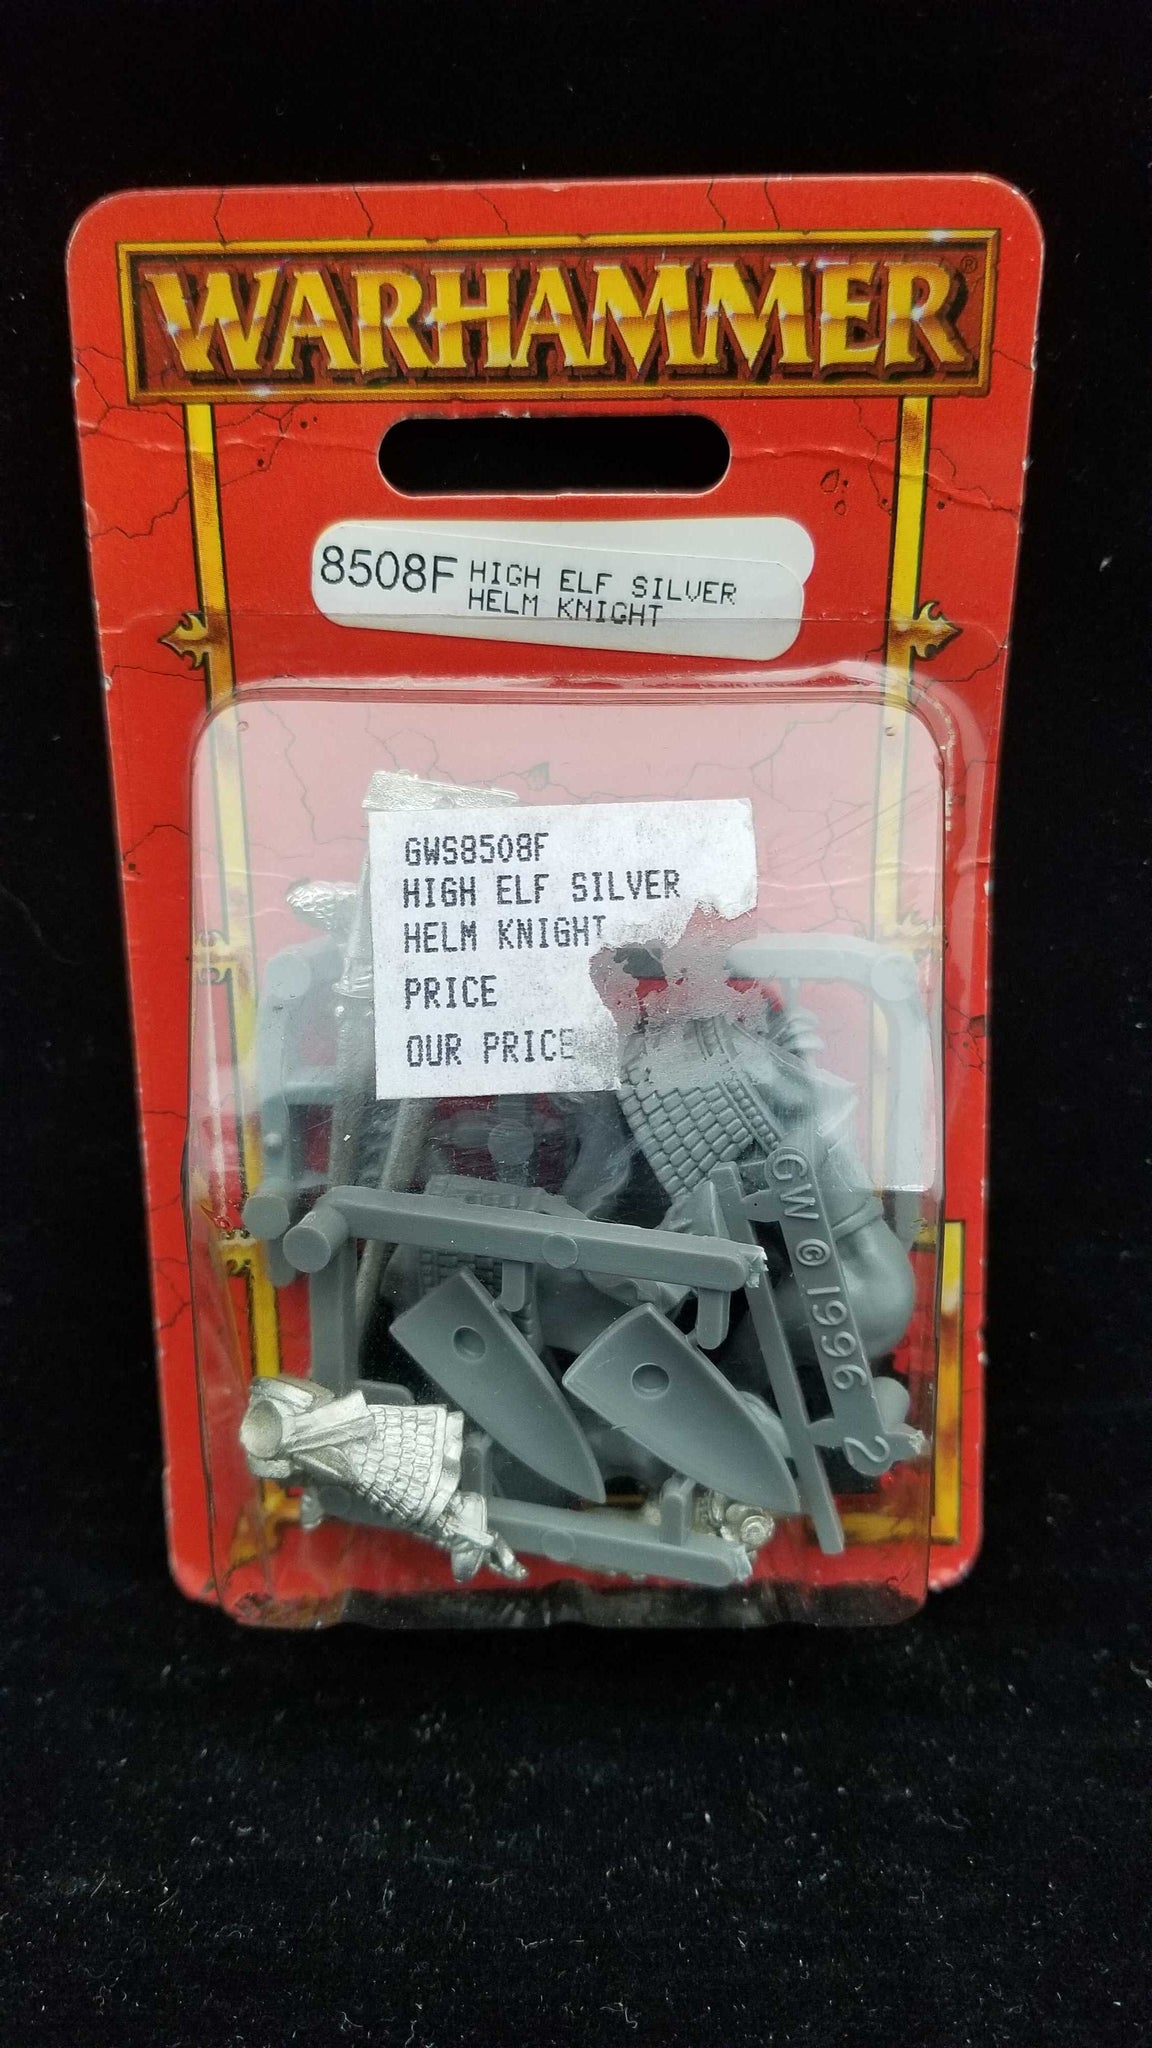 WARHAMMER®
8508F HIGH ELF SILVER
HELM KNIGHT
GWS8508F
HIGH ELF SILVER
HELM KNIGHT
PRICE
OUR PRICE
GW © 1996 2